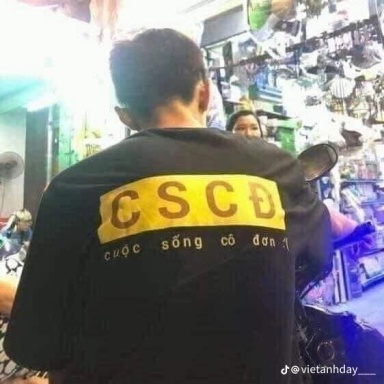 CSCĐ
cuộc sống cô đơn :(
@vietanhday___